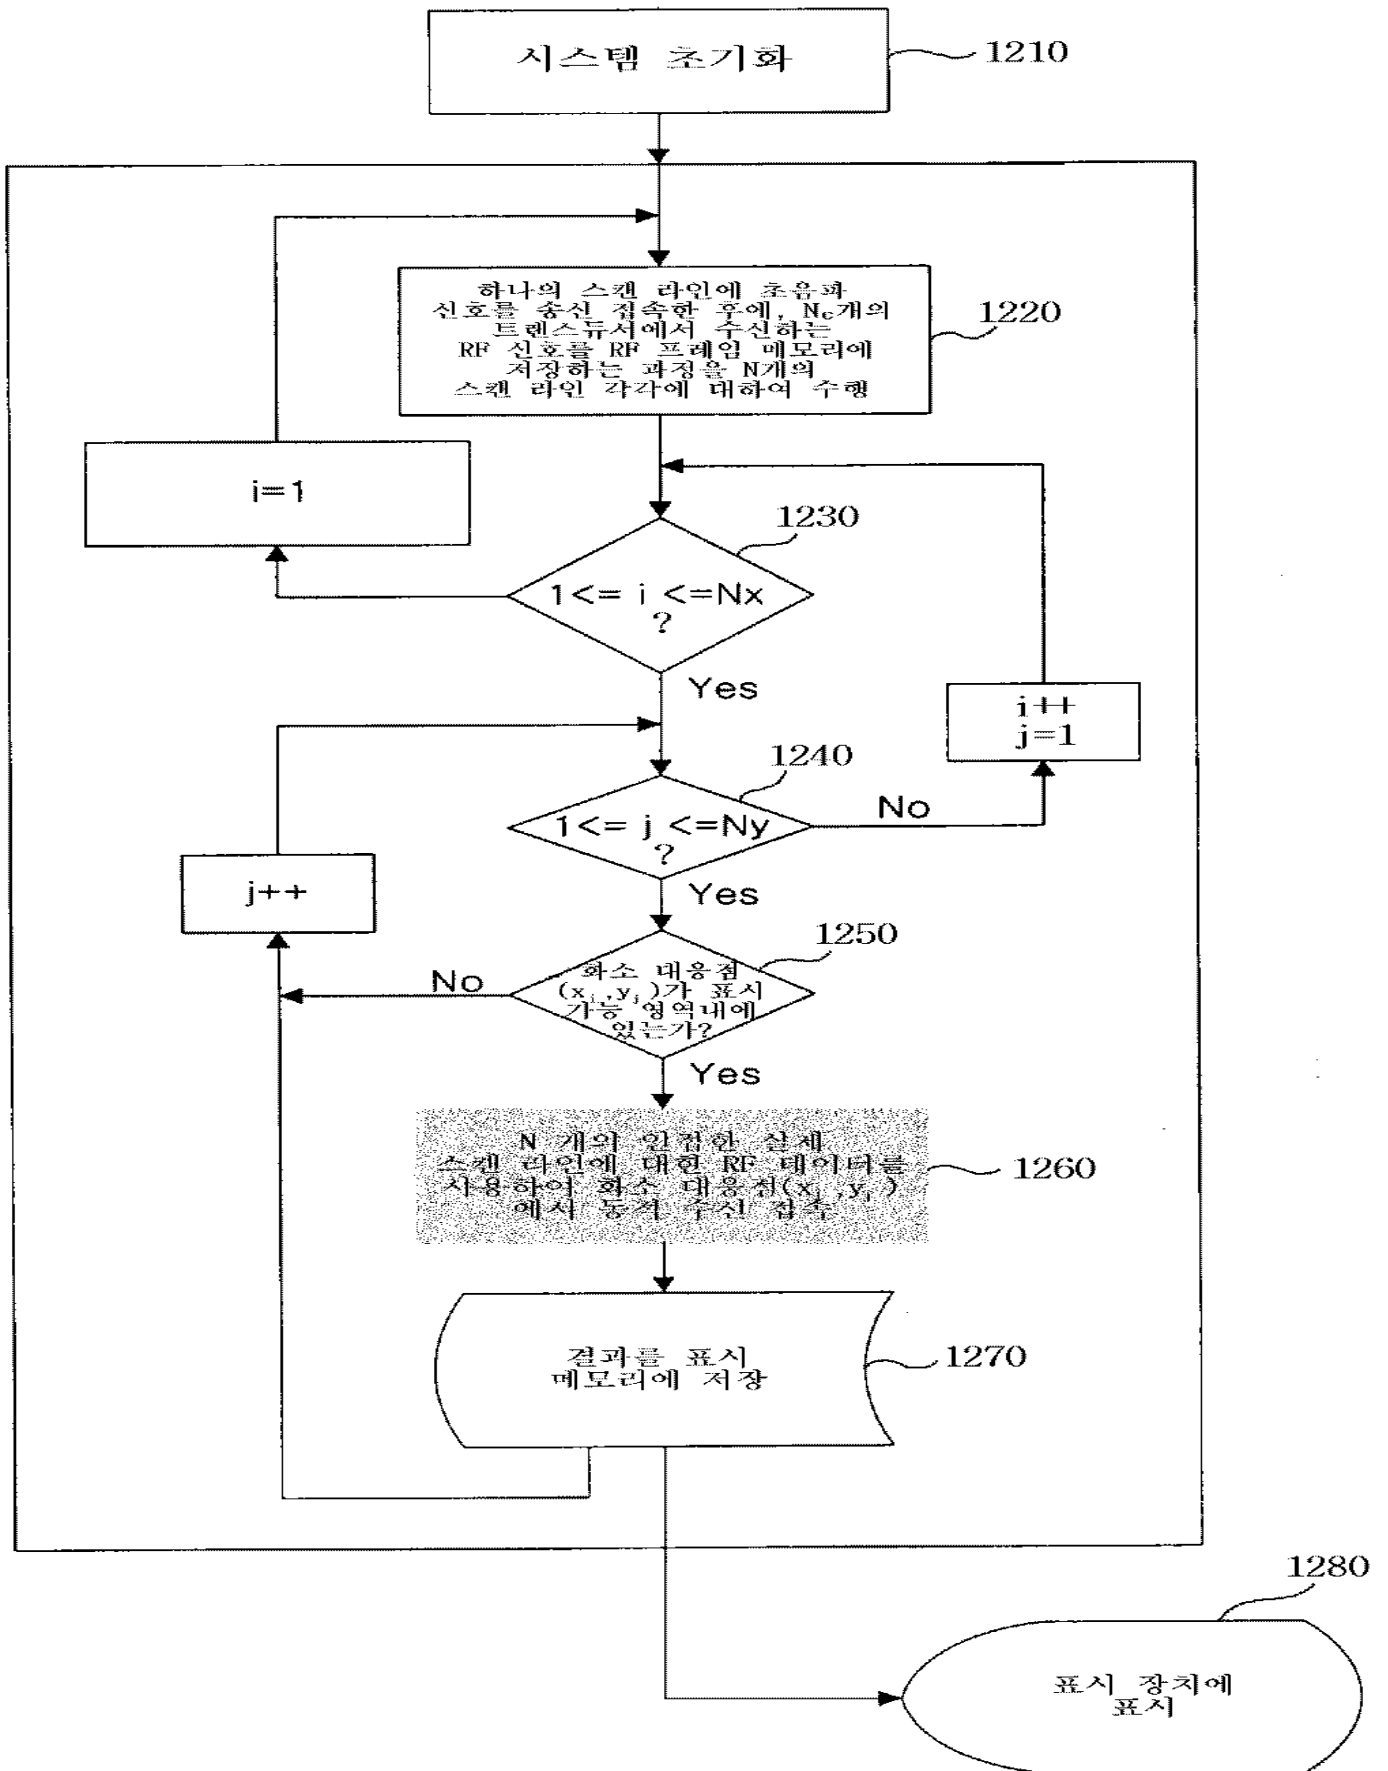 시스템 초기화
1210
하나의 스캔 라인에 초음파
신호를 송신 접속한 후에, Nc개의
트랜스듀서에서 수신하는
RF 신호를 RF 프레임 메모리에
저장하는 과정을 N개의
스캔 라인 각각에 대하여 수행
1220
i=1
1230
1<= i <=Nx
?
Yes
i++
j=1
1240
1<= j <=Ny
?
No
Yes
j++
1250
화소 대응점
(xi,yj)가 표시
가능 영역내에
있는가?
No
Yes
N 개의 인접한 실제
스캔 라인에 대한 RF 데이터를
사용하여 화소 대응점(xi,yj)
에서 동적 수신 집속
1260
결과를 표시
메모리에 저장
1270
1280
표시 장치에
표시